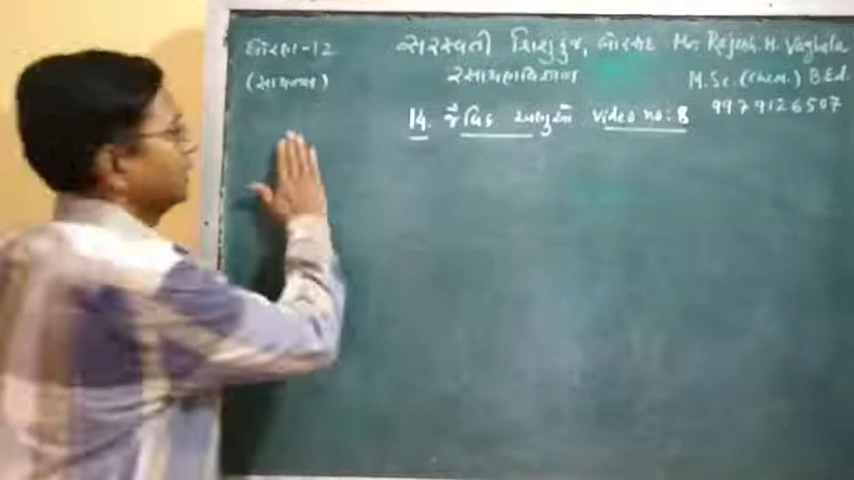 ધોરણ-12
(સાયન્સ)
સરસ્વતી શિશુકુંજ, બોરસદ
રસાયણવિજ્ઞાન
Mr. Rajesh. H. Vaghela
M.Sc. (Chem.) B.Ed.
9979126507
14. જૈવિક અણુઓ Video no: 8